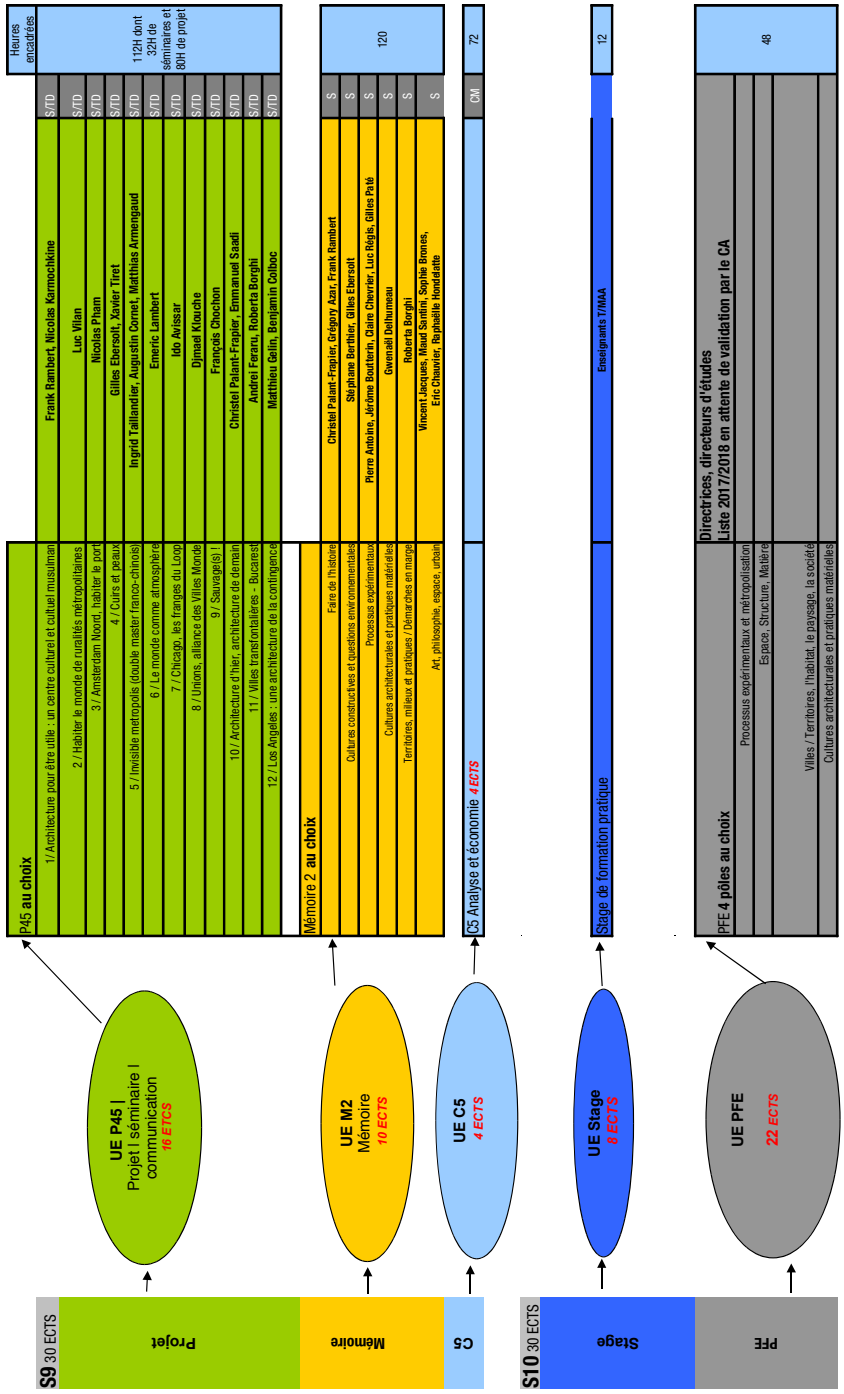 S9 30 ECTS
Projet
Mémoire
C5
UE P45 |
Projet | séminaire |
communication
16 ETCS
UE M2
Mémoire
10 ECTS
UE C5
4 ECTS
Heures
encadrées
P45 au choix
1/ Architecture pour être utile : un centre culturel et cultuel musulman Frank Rambert, Nicolas Karmochkine S/TD
2 / Habiter le monde de ruralités métropolitaines Luc Vilan S/TD
3 / Amsterdam Noord, habiter le port Nicolas Pham S/TD
4 / Cuirs et peaux Gilles Ebersolt, Xavier Tiret S/TD
5 / Invisible metropolis (double master franco-chinois) Ingrid Taillandier, Augustin Cornet, Matthias Armengaud S/TD
6 / Le monde comme atmosphère Emeric Lambert S/TD
7 / Chicago, les franges du Loop Ido Avissar S/TD
8 / Unions, alliance des Villes Monde Djmael Klouche S/TD
9 / Sauvage(s) ! François Chochon S/TD
10 / Architecture d'hier, architecture de demain Christel Palant-Frapier, Emmanuel Saadi S/TD
11 / Villes transfontalières - Bucarest Andrei Feraru, Roberta Borghi S/TD
12 / Los Angeles : une architecture de la contingence Matthieu Gelin, Benjamin Colboc S/TD
112H dont
32H de
séminaires et
80H de projet
Mémoire 2 au choix
Faire de l'histoire Christel Palant-Frapier, Grégory Azar, Frank Rambert S
Cultures constructives et questions environnementales Stéphane Berthier, Gilles Ebersolt S
Processus expérimentaux Pierre Antoine, Jérôme Boutterin, Claire Chevrier, Luc Régis, Gilles Paté S
Cultures architecturales et pratiques matérielles Gwenaël Delhumeau S
Territoires, milieux et pratiques / Démarches en marge Roberta Borghi S
Art, philosophie, espace, urbain Vincent Jacques, Maud Santini, Sophie Brones,
Eric Chauvier, Raphaëlle Hondelatte S
120
C5 Analyse et économie 4 ECTS CM 72
S10 30 ECTS
Stage
PFE
UE Stage
8 ECTS
UE PFE
22 ECTS
Stage de formation pratique Enseignants T/MAA 12
PFE 4 pôles au choix
Directrices, directeurs d'études
Liste 2017/2018 en attente de validation par le CA
Processus expérimentaux et métropolisation
Espace, Structure, Matière
Villes / Territoires, l'habitat, le paysage, la société
Cultures architecturales et pratiques matérielles
48